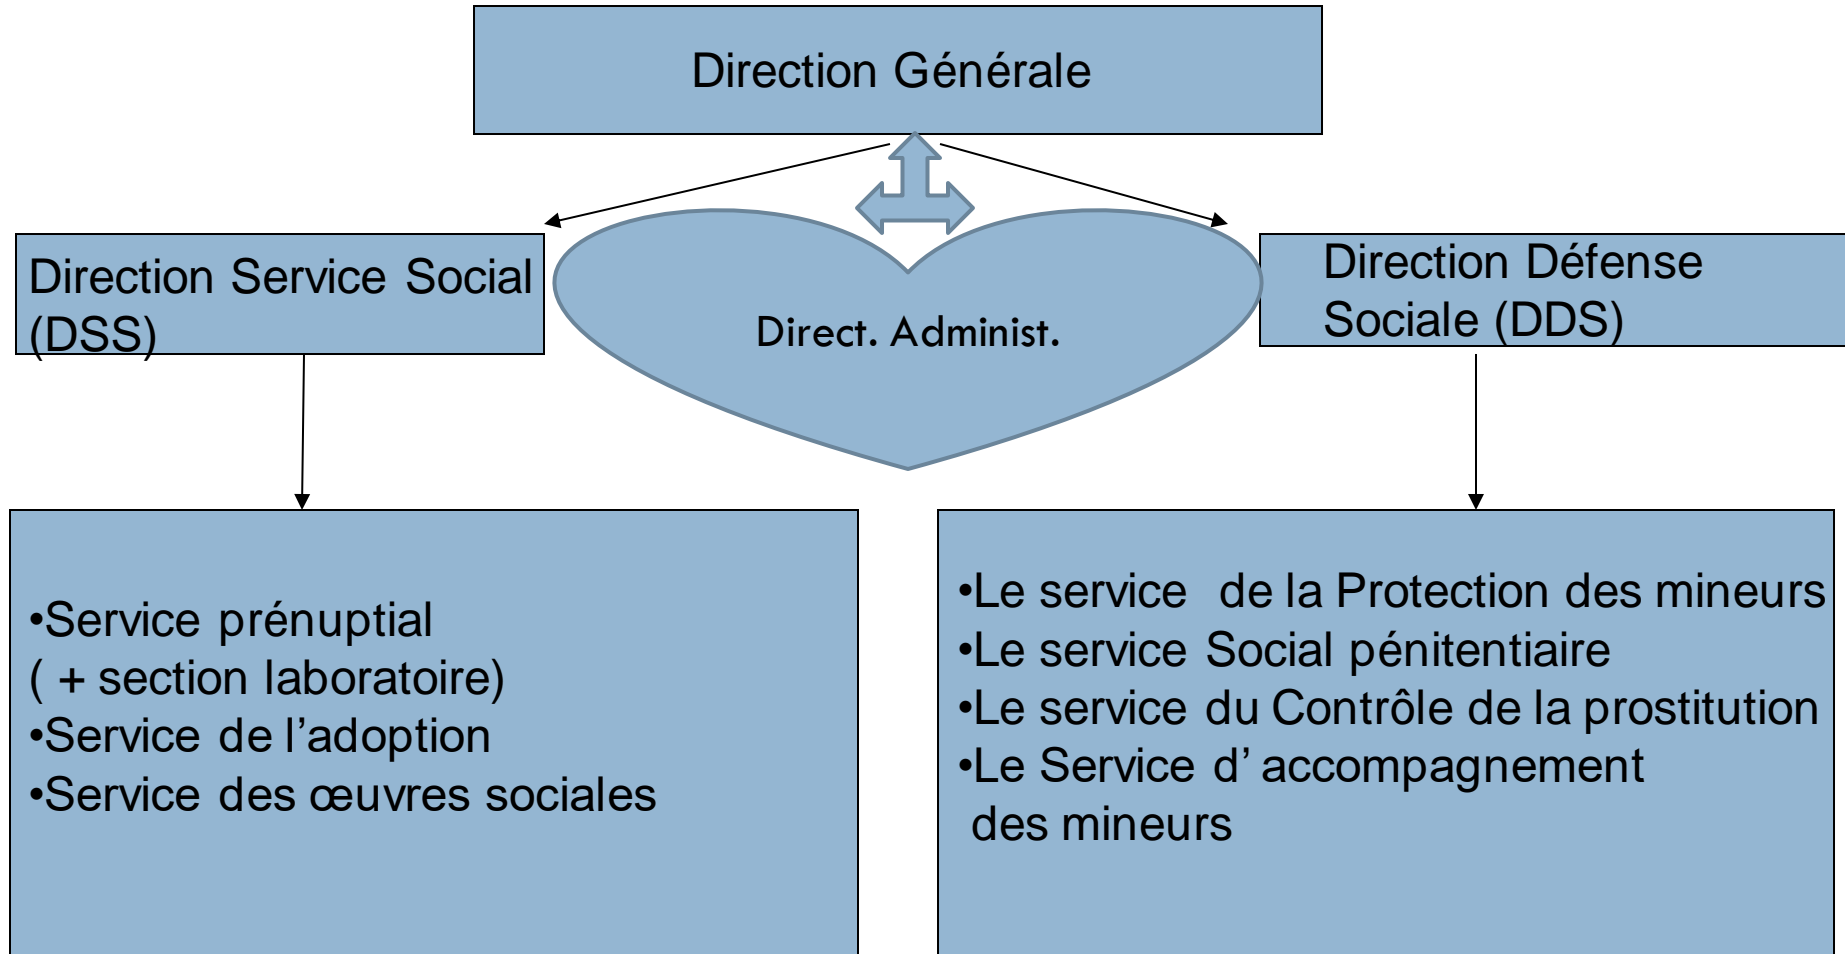 Direction Générale
Direction Service Social
(DSS)
Direct. Administ.
Direction Défense
Sociale (DDS)
•Service prénuptial
( + section laboratoire)
•Service de l’adoption
•Service des œuvres sociales
•Le service de la Protection des mineurs
•Le service Social pénitentiaire
•Le service du Contrôle de la prostitution
•Le Service d’ accompagnement
des mineurs